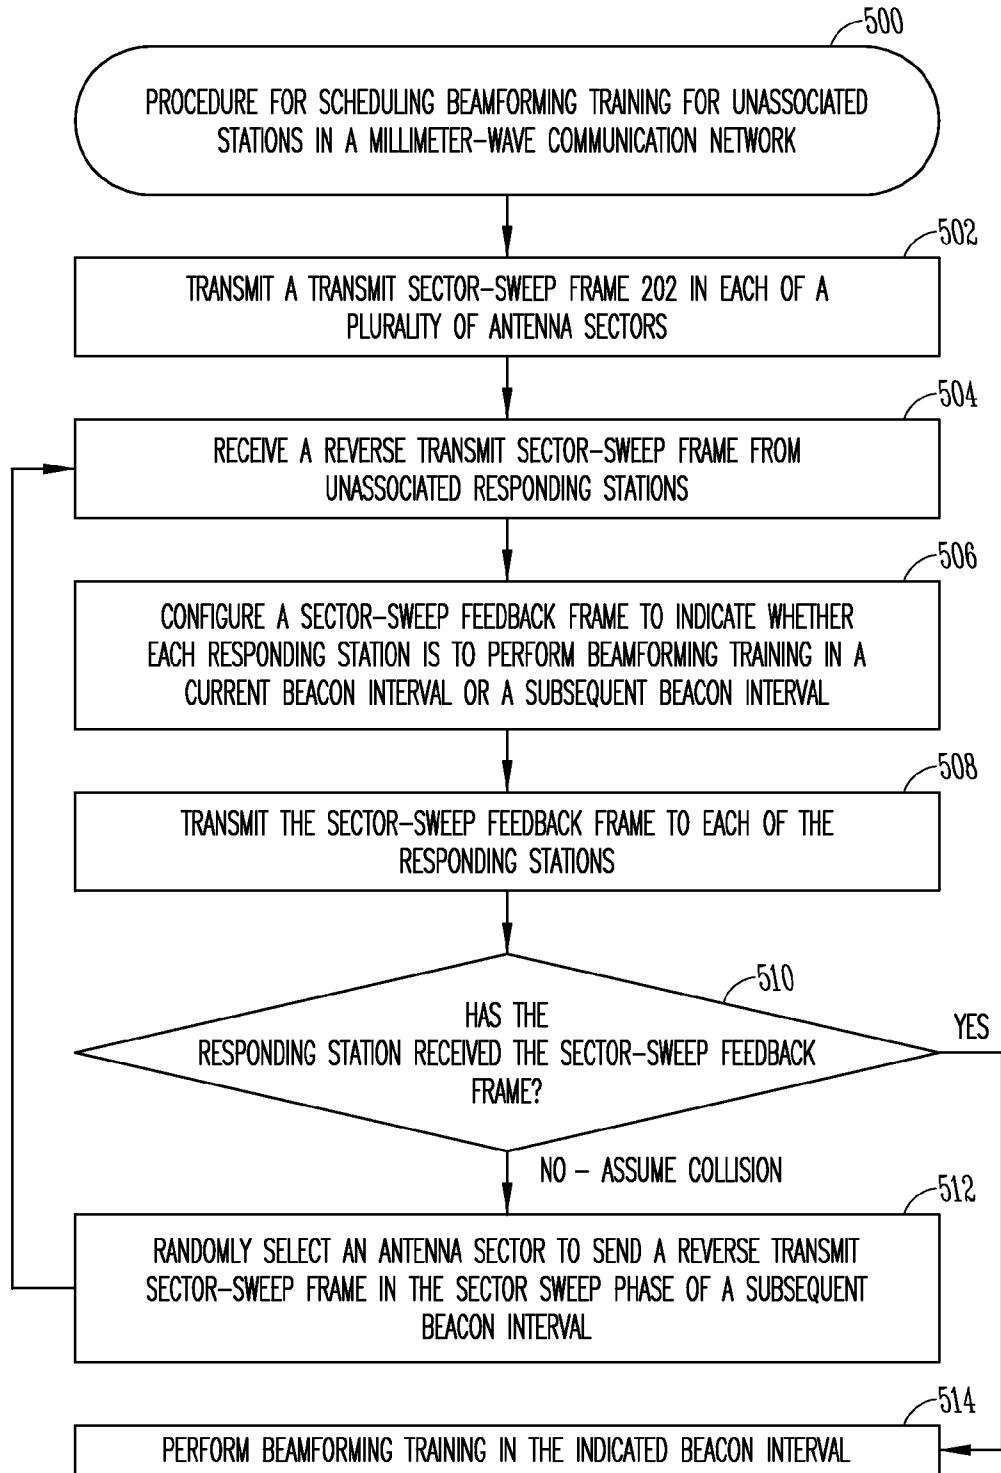 500
PROCEDURE FOR SCHEDULING BEAMFORMING TRAINING FOR UNASSOCIATED
STATIONS IN A MILLIMETER-WAVE COMMUNICATION NETWORK
502
TRANSMIT A TRANSMIT SECTOR-SWEEP FRAME 202 IN EACH OF A
PLURALITY OF ANTENNA SECTORS
504
RECEIVE A REVERSE TRANSMIT SECTOR-SWEEP FRAME FROM
UNASSOCIATED RESPONDING STATIONS
506
CONFIGURE A SECTOR-SWEEP FEEDBACK FRAME TO INDICATE WHETHER
EACH RESPONDING STATION IS TO PERFORM BEAMFORMING TRAINING IN A
CURRENT BEACON INTERVAL OR A SUBSEQUENT BEACON INTERVAL
508
TRANSMIT THE SECTOR-SWEEP FEEDBACK FRAME TO EACH OF THE
RESPONDING STATIONS
510
HAS THE
RESPONDING STATION RECEIVED THE SECTOR-SWEEP FEEDBACK
FRAME?
YES
NO - ASSUME COLLISION
512
RANDOMLY SELECT AN ANTENNA SECTOR TO SEND A REVERSE TRANSMIT
SECTOR-SWEEP FRAME IN THE SECTOR SWEEP PHASE OF A SUBSEQUENT
BEACON INTERVAL
514
PERFORM BEAMFORMING TRAINING IN THE INDICATED BEACON INTERVAL